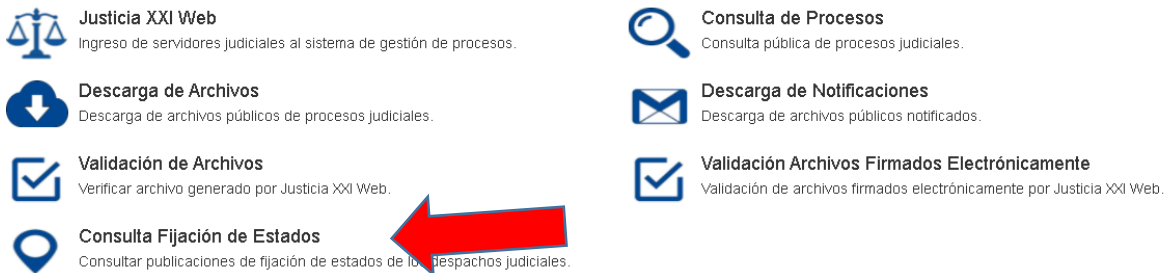 Justicia XXI Web
Ingreso de servidores judiciales al sistema de gestión de procesos.
Consulta de Procesos
Consulta pública de procesos judiciales.
Descarga de Archivos
Descarga de archivos públicos de procesos judiciales.
Descarga de Notificaciones
Descarga de archivos públicos notificados.
Validación de Archivos
Verificar archivo generado por Justicia XXI Web.
Validación Archivos Firmados Electrónicamente
Validación de archivos firmados electrónicamente por Justicia XXI Web.
Consulta Fijación de Estados
Consultar publicaciones de fijación de estados de los despachos judiciales.